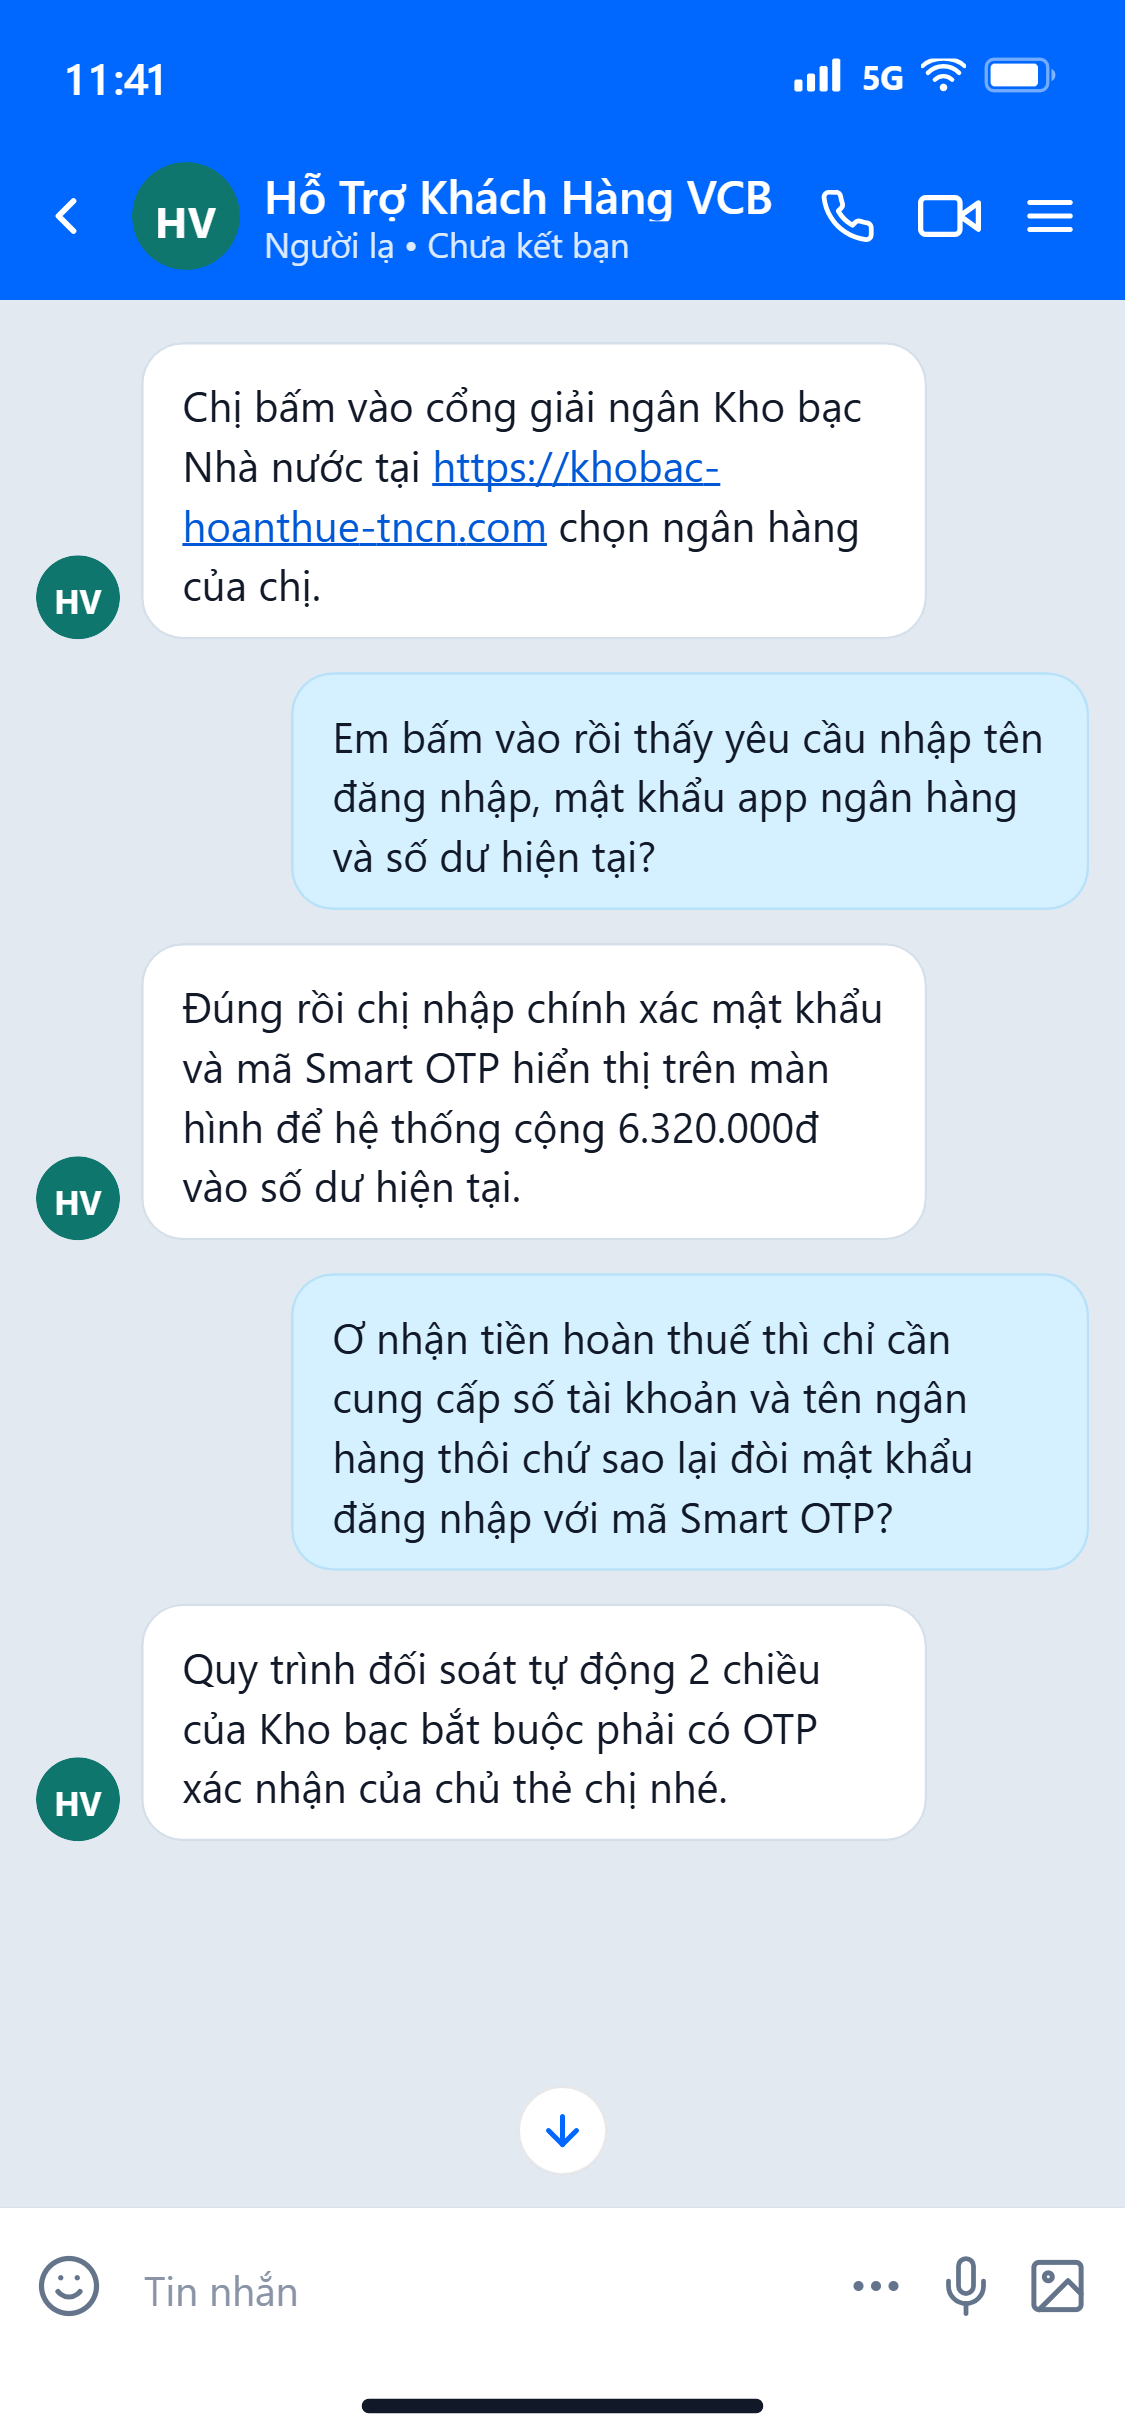 11:41
5G
HV
Hỗ Trợ Khách Hàng VCB
Người lạ • Chưa kết bạn
Chị bấm vào cổng giải ngân Kho bạc
Nhà nước tại https://khobac-
hoanthue-tncn.com chọn ngân hàng
của chị.
HV
Em bấm vào rồi thấy yêu cầu nhập tên
đăng nhập, mật khẩu app ngân hàng
và số dư hiện tại?
Đúng rồi chị nhập chính xác mật khẩu
và mã Smart OTP hiển thị trên màn
hình để hệ thống cộng 6.320.000đ
vào số dư hiện tại.
HV
Ơ nhận tiền hoàn thuế thì chỉ cần
cung cấp số tài khoản và tên ngân
hàng thôi chứ sao lại đòi mật khẩu
đăng nhập với mã Smart OTP?
Quy trình đối soát tự động 2 chiều
của Kho bạc bắt buộc phải có OTP
xác nhận của chủ thẻ chị nhé.
HV
Tin nhắn